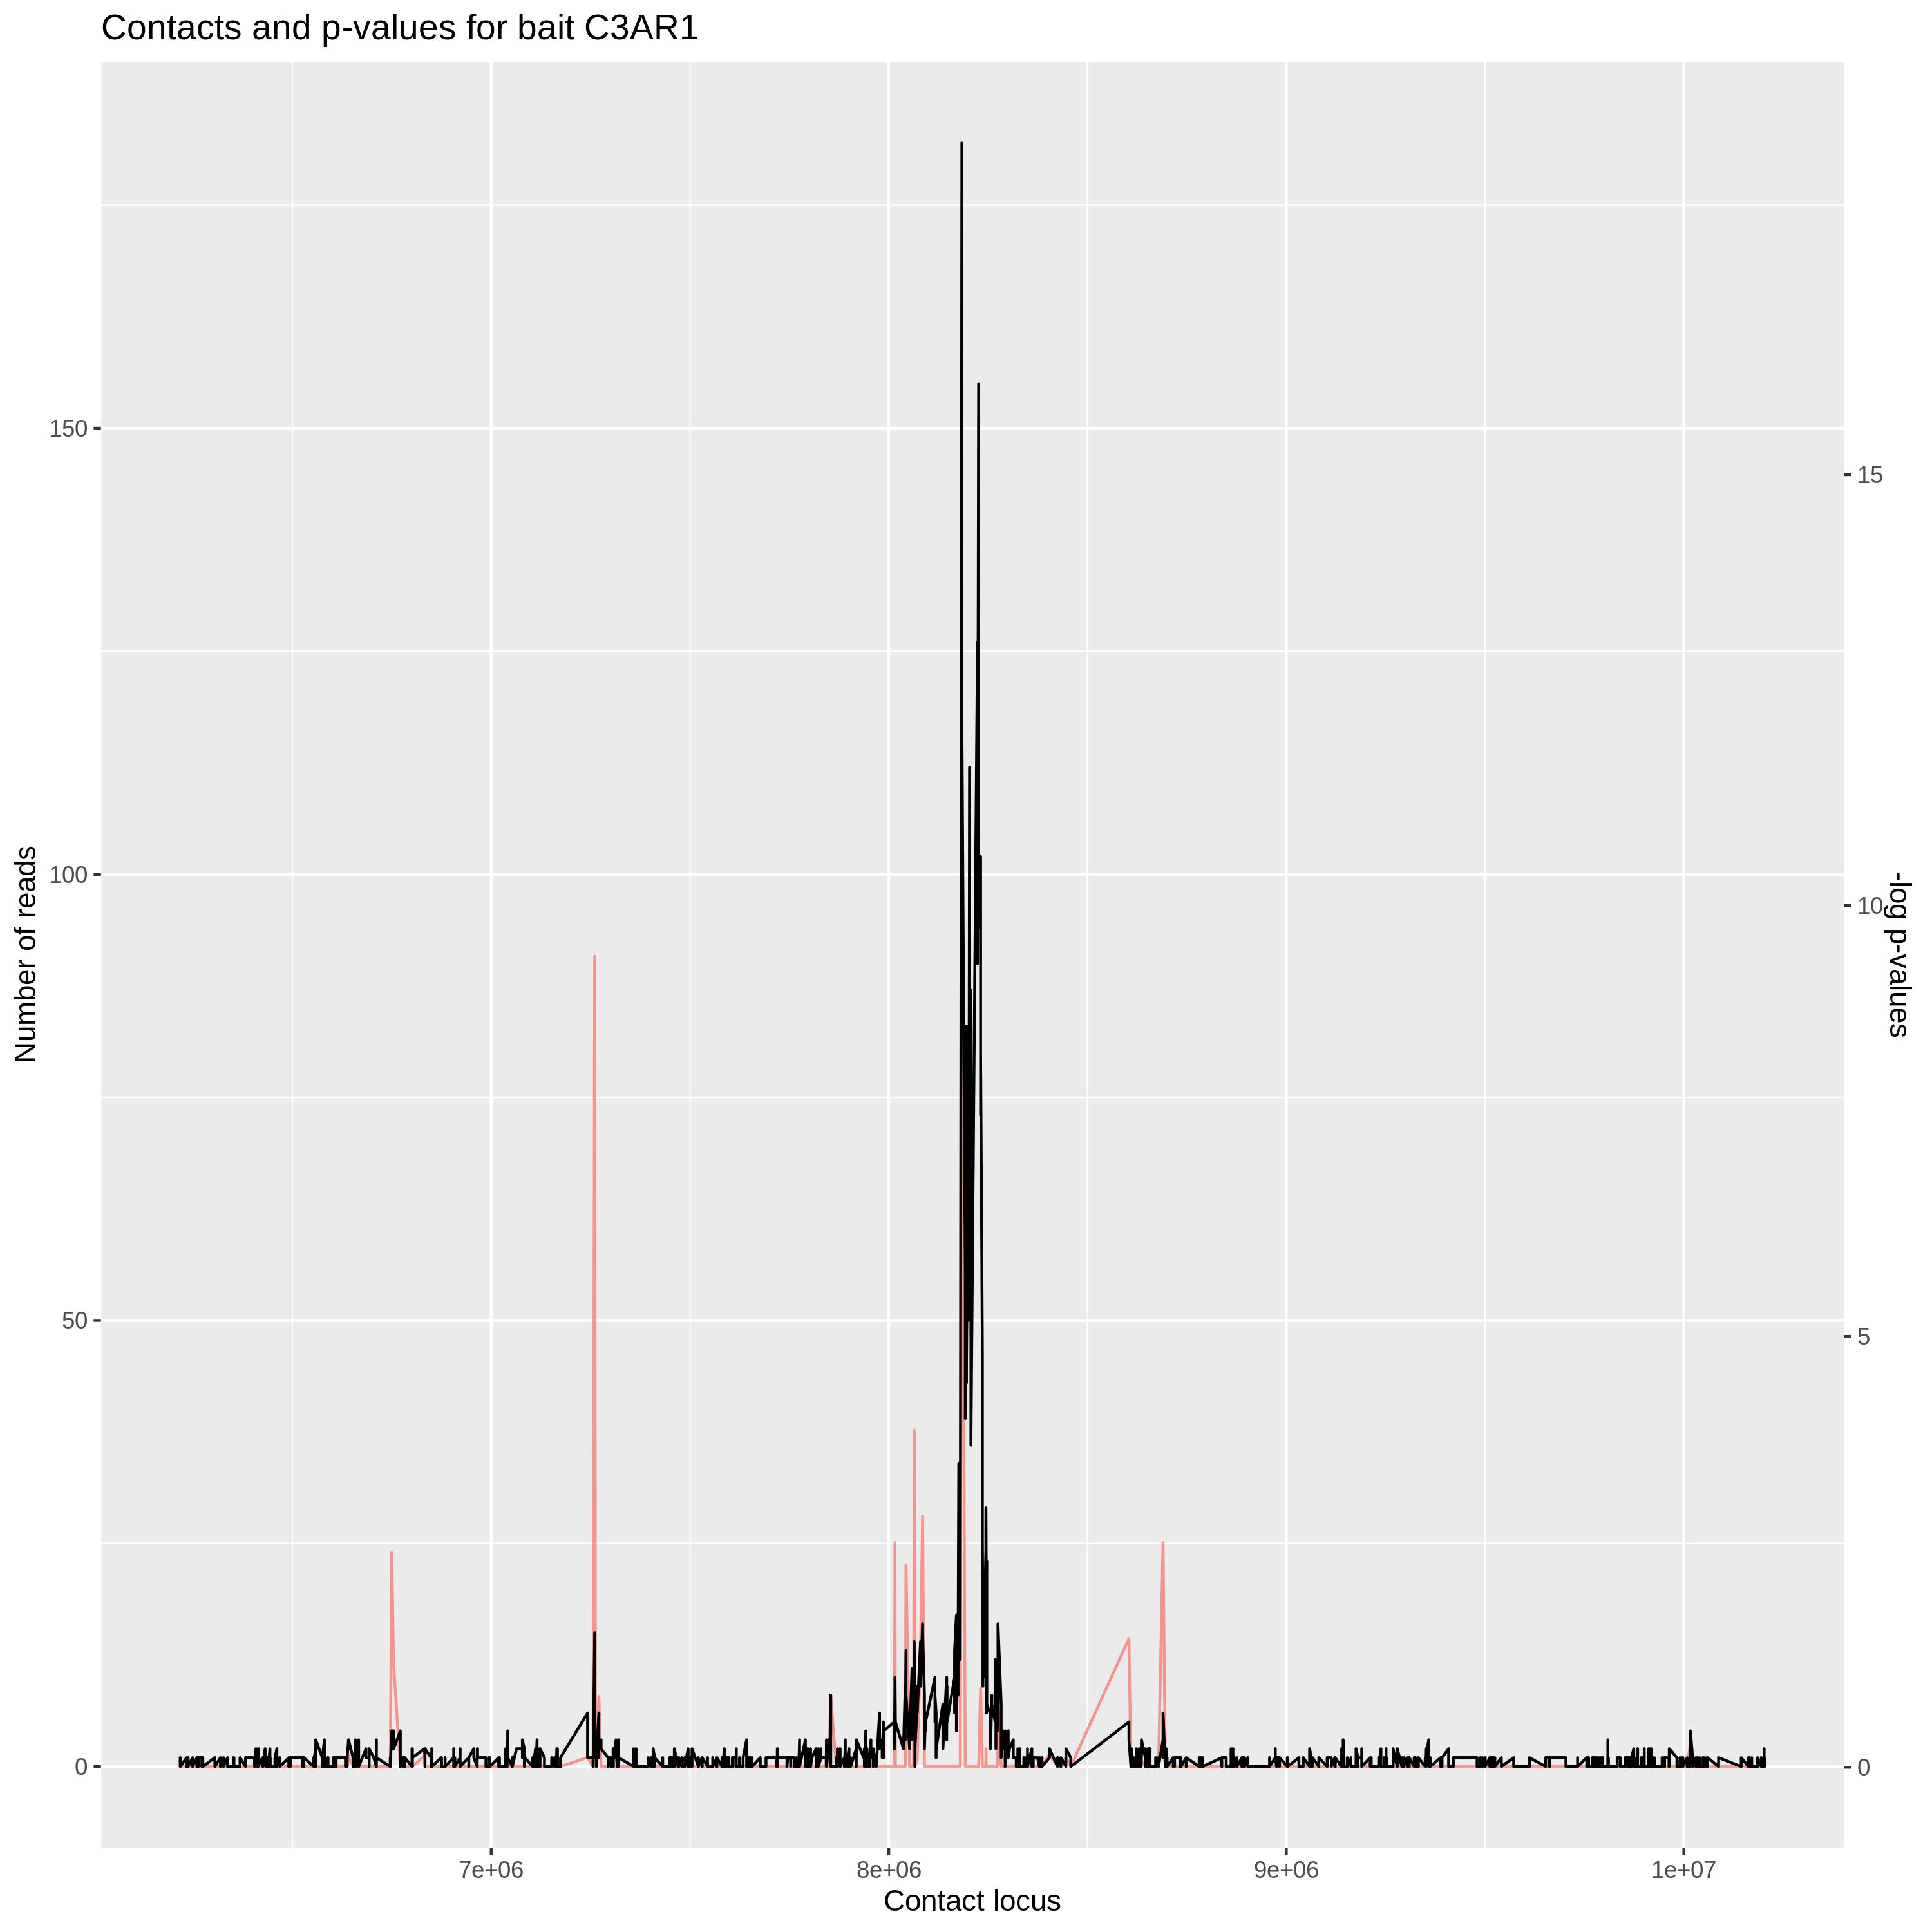 Contacts and p-values for bait C3AR1
150
100
50
0
Number of reads
15
10
5
0
-log p-values
7e+06
8e+06
9e+06
1e+07
Contact locus